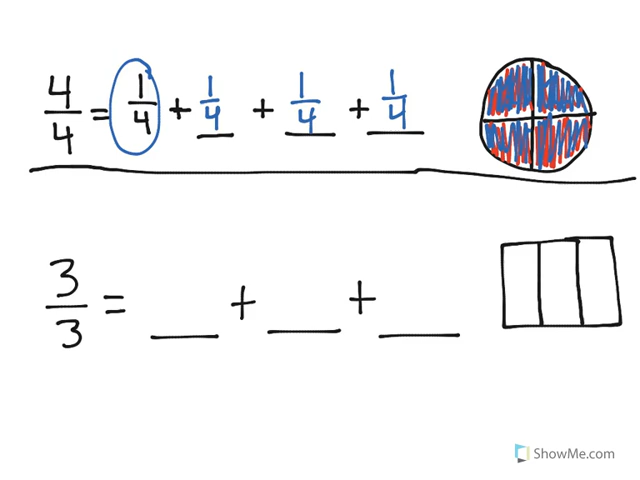 4/4 = 1/4 + 1/4 + 1/4 + 1/4
3/3 = ___ + ___ + ___
ShowMe.com